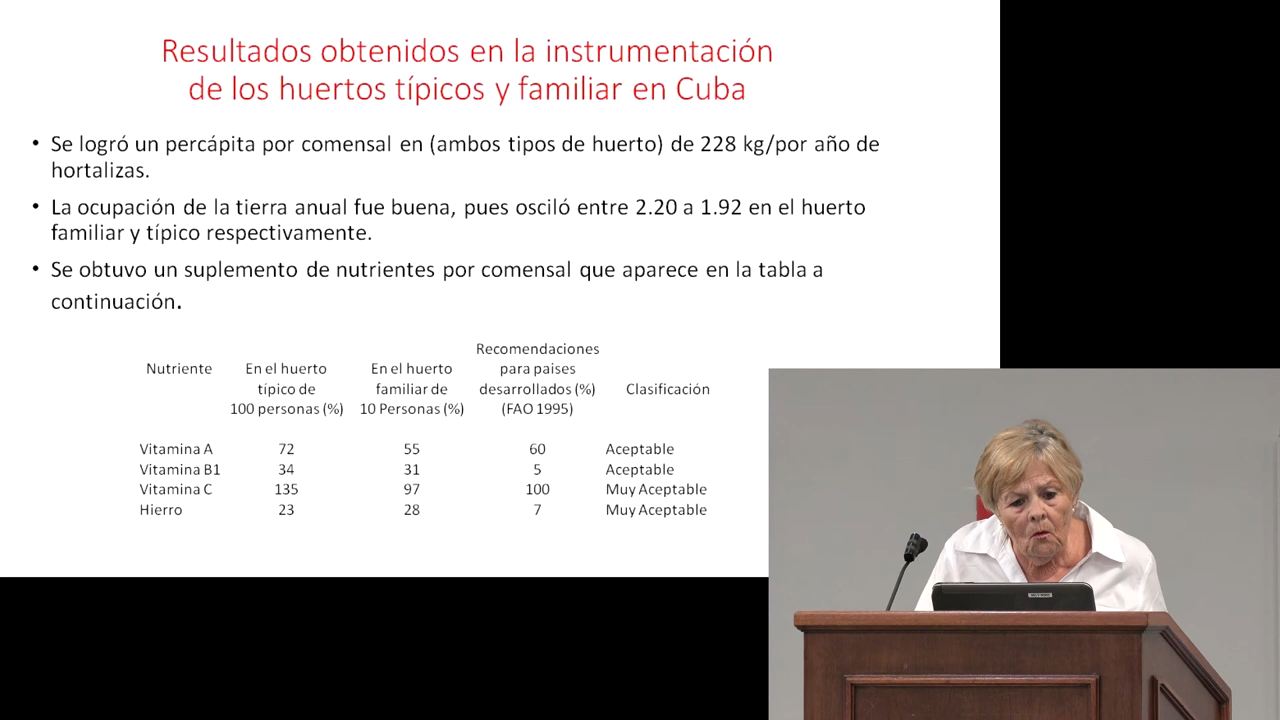 Resultados obtenidos en la instrumentación
de los huertos típicos y familiar en Cuba
• Se logró un percápita por comensal en (ambos tipos de huerto) de 228 kg/por año de
hortalizas.
• La ocupación de la tierra anual fue buena, pues osciló entre 2.20 a 1.92 en el huerto
familiar y típico respectivamente.
• Se obtuvo un suplemento de nutrientes por comensal que aparece en la tabla a
continuación.
Nutriente
En el huerto
típico de
100 personas (%)
En el huerto
familiar de
10 Personas (%)
Recomendaciones
para paises
desarrollados (%)
(FAO 1995)
Clasificación
Vitamina A 72 55 60 Aceptable
Vitamina B1 34 31 5 Aceptable
Vitamina C 135 97 100 Muy Aceptable
Hierro 23 28 7 Muy Aceptable